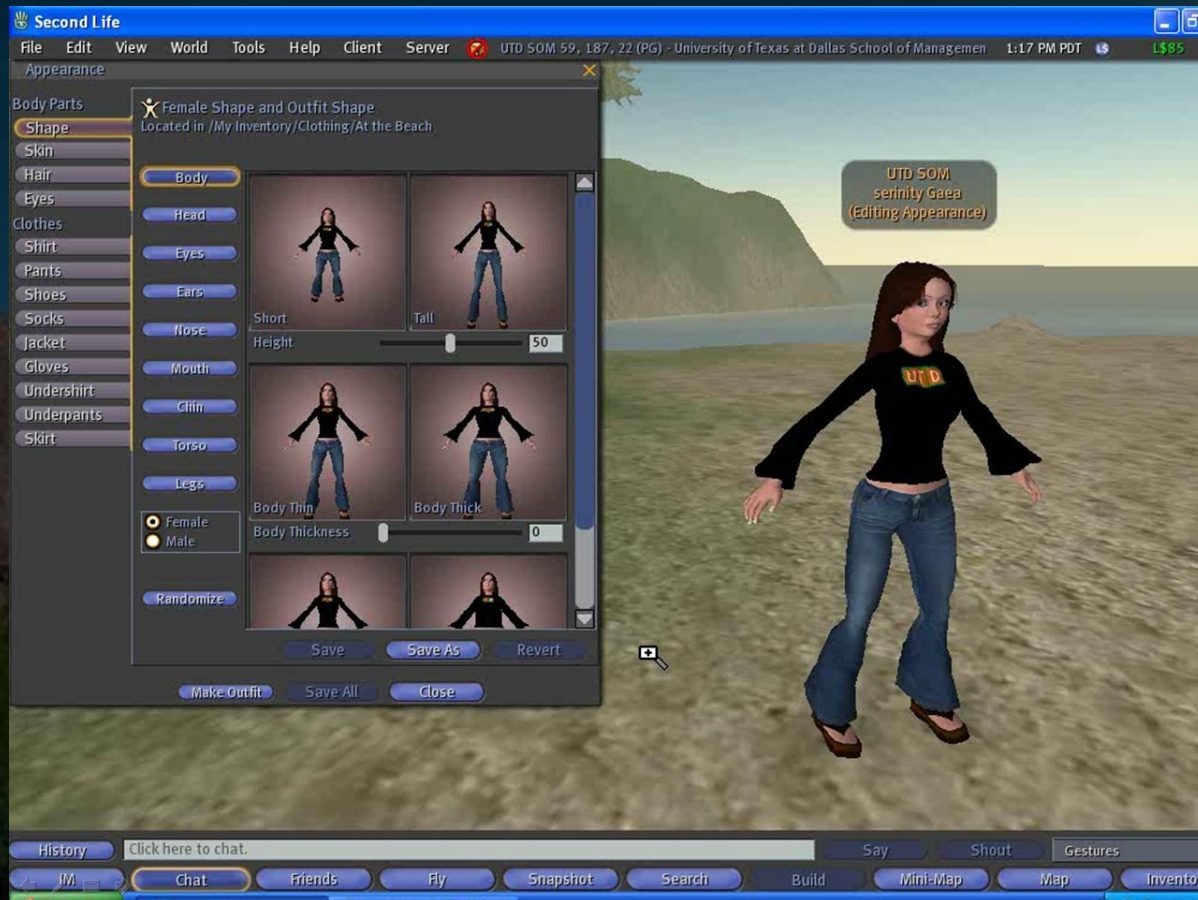 Second Life
File Edit View World Tools Help Client Server UTD SOM 59, 187, 22 (PG) - University of Texas at Dallas School of Managemen 1:17 PM PDT L$ L$85
Appearance
Body Parts
Shape
Skin
Hair
Eyes
Clothes
Shirt
Pants
Shoes
Socks
Jacket
Gloves
Undershirt
Underpants
Skirt
Female Shape and Outfit Shape
Located in /My Inventory/Clothing/At the Beach
Body
Head
Eyes
Ears
Nose
Mouth
Chin
Torso
Legs
Female
Male
Randomize
Short Tall
Height 50
Body Thin Body Thick
Body Thickness 0
Save Save As Revert
Make Outfit Save All Close
UTD SOM
serinity Gaea
(Editing Appearance)
UTD
History Click here to chat. Say Shout Gestures
IM Chat Friends Fly Snapshot Search Build Mini-Map Map Invento